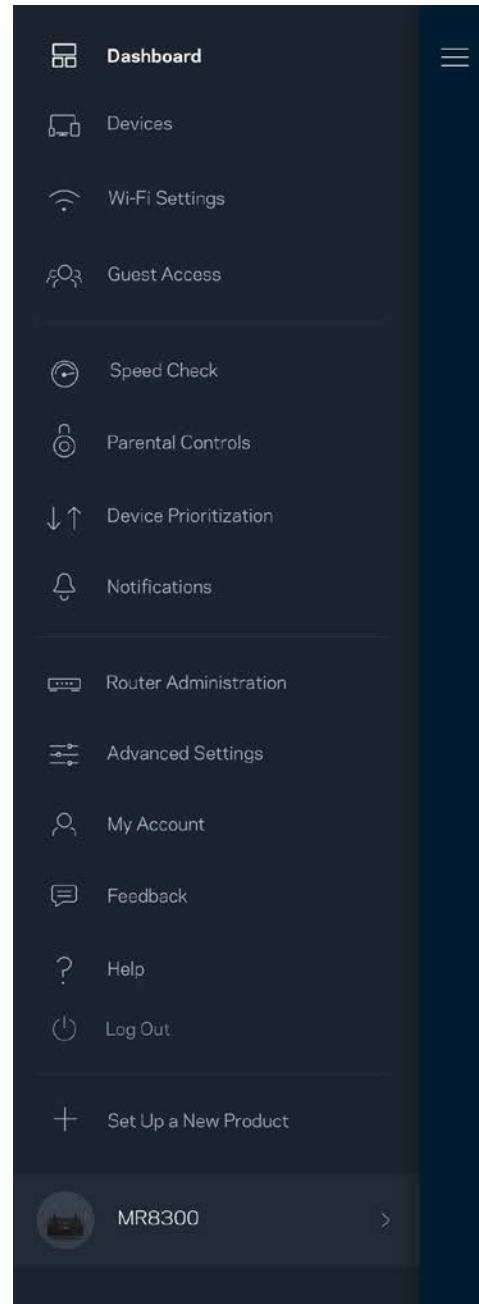 Dashboard
Devices
Wi-Fi Settings
Guest Access
Speed Check
Parental Controls
Device Prioritization
Notifications
Router Administration
Advanced Settings
My Account
Feedback
Help
Log Out
Set Up a New Product
MR8300